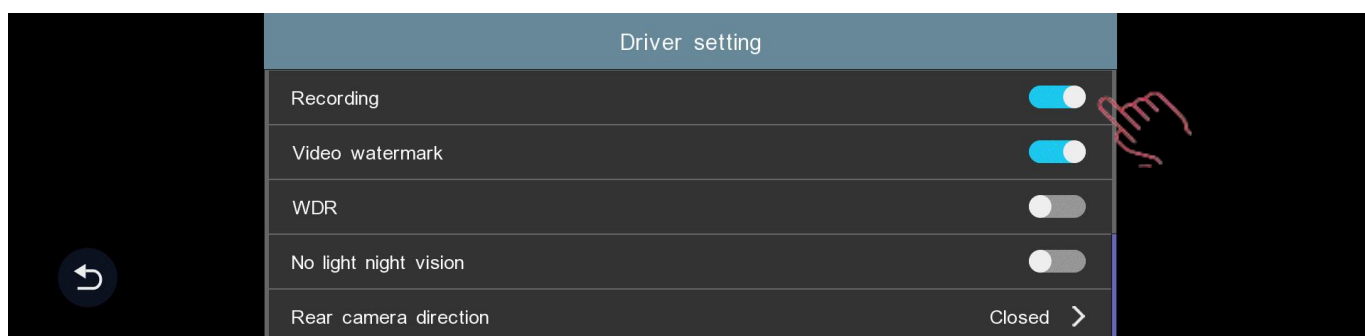 Driver setting
Recording
Video watermark
WDR
No light night vision
Rear camera direction Closed